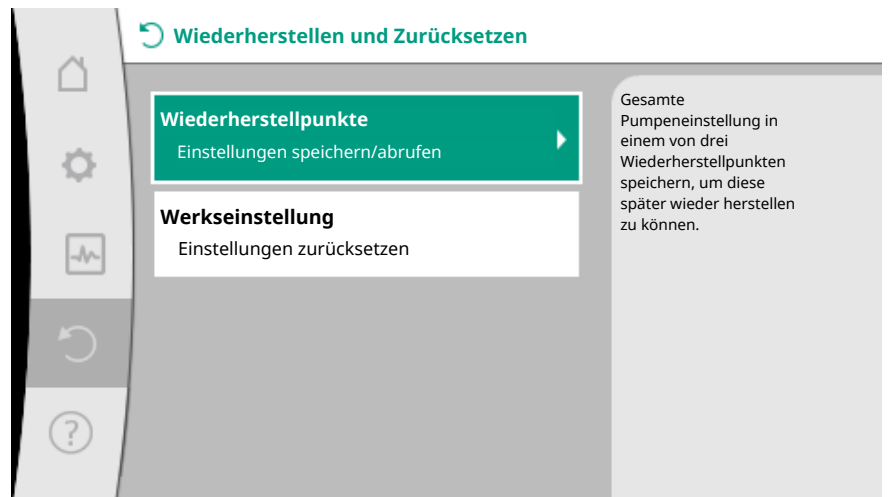 Wiederherstellen und Zurücksetzen
Wiederherstellpunkte
Einstellungen speichern/abrufen
Werkseinstellung
Einstellungen zurücksetzen
Gesamte
Pumpeneinstellung in
einem von drei
Wiederherstellpunkten
speichern, um diese
später wieder herstellen
zu können.
?